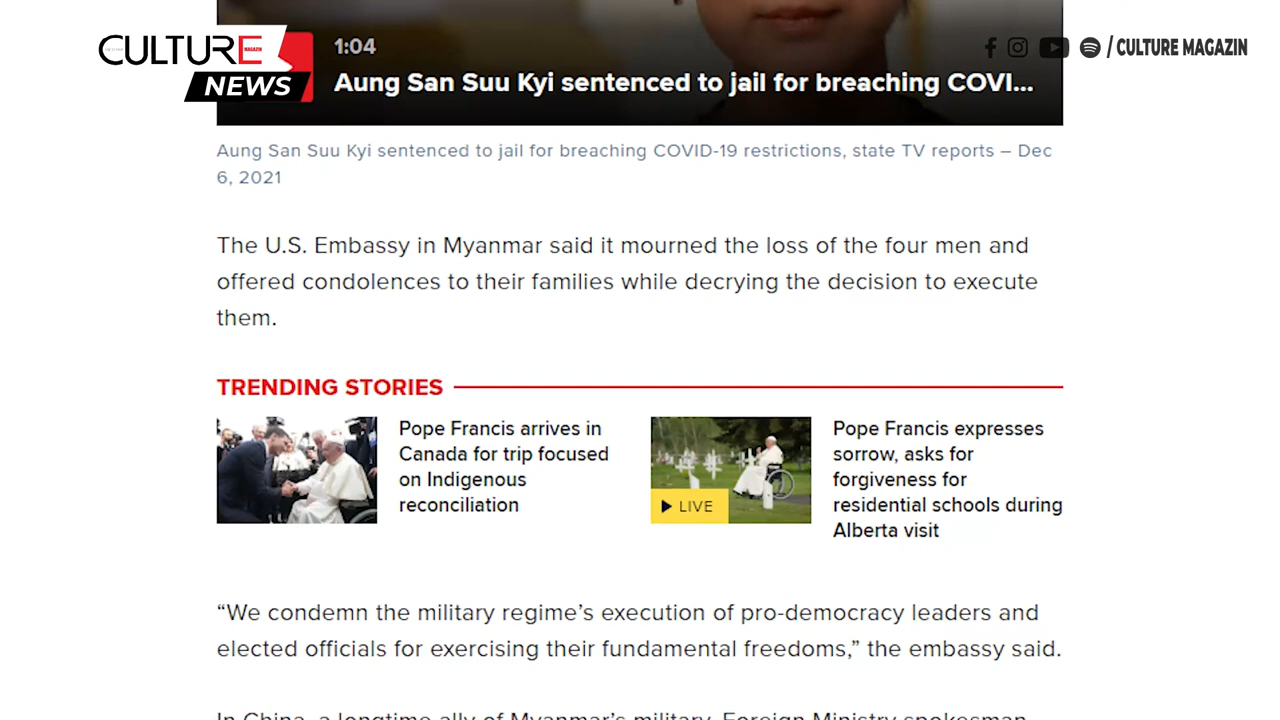 CULTURE
MAGAZIN
NEWS
1:04
Aung San Suu Kyi sentenced to jail for breaching COVI...
/ CULTURE MAGAZIN
Aung San Suu Kyi sentenced to jail for breaching COVID-19 restrictions, state TV reports – Dec
6, 2021
The U.S. Embassy in Myanmar said it mourned the loss of the four men and
offered condolences to their families while decrying the decision to execute
them.
TRENDING STORIES
Pope Francis arrives in
Canada for trip focused
on Indigenous
reconciliation
LIVE
Pope Francis expresses
sorrow, asks for
forgiveness for
residential schools during
Alberta visit
“We condemn the military regime’s execution of pro-democracy leaders and
elected officials for exercising their fundamental freedoms,” the embassy said.
In China, a longtime ally of Myanmar’s military, Foreign Ministry spokesman